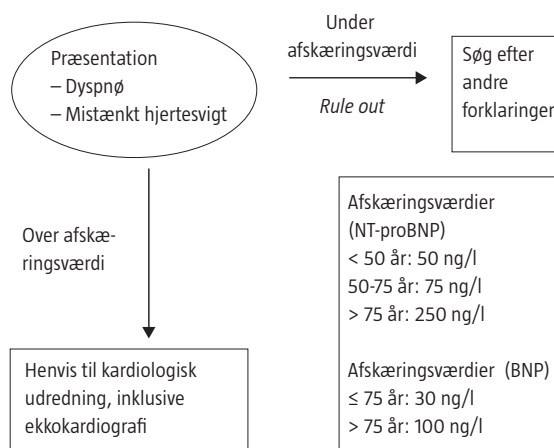 Præsentation
– Dyspnø
– Mistænkt hjertesvigt
Under
afskæringsværdi
Rule out
Søg efter
andre
forklaringer
Over afskæ-
ringsværdi
Afskæringsværdier
(NT-proBNP)
< 50 år: 50 ng/l
50-75 år: 75 ng/l
> 75 år: 250 ng/l
Afskæringsværdier (BNP)
≤ 75 år: 30 ng/l
> 75 år: 100 ng/l
Henvis til kardiologisk
udredning, inklusive
ekkokardiografi